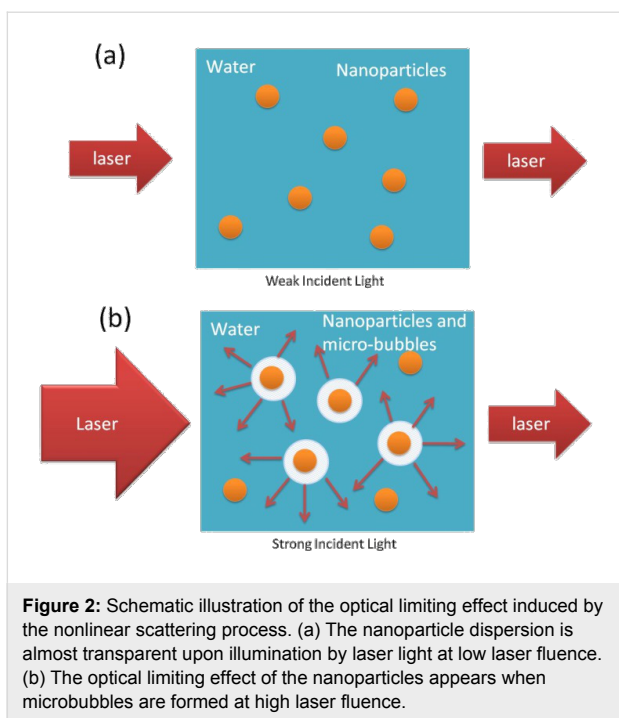 (a)
Water Nanoparticles
laser laser
Weak Incident Light
(b)
Water Nanoparticles and
micro-bubbles
Laser laser
Strong Incident Light
Figure 2: Schematic illustration of the optical limiting effect induced by
the nonlinear scattering process. (a) The nanoparticle dispersion is
almost transparent upon illumination by laser light at low laser fluence.
(b) The optical limiting effect of the nanoparticles appears when
microbubbles are formed at high laser fluence.